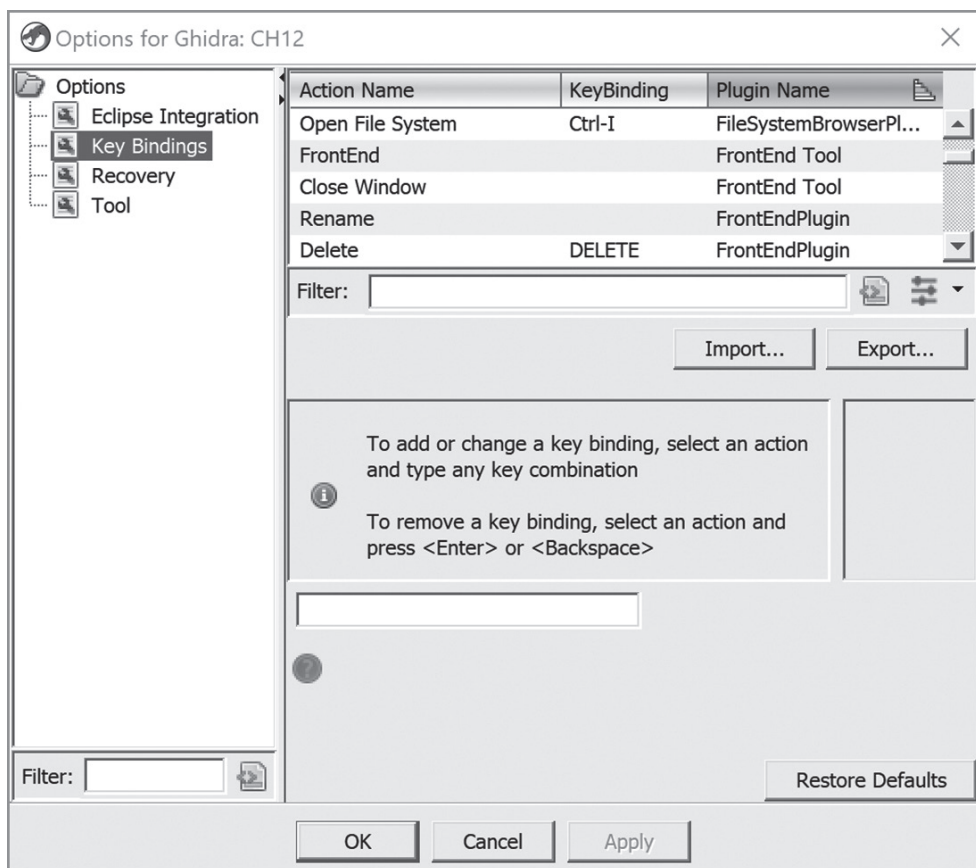 Options for Ghidra: CH12
Options
Eclipse Integration
Key Bindings
Recovery
Tool
Filter:
Action Name KeyBinding Plugin Name
Open File System Ctrl-I FileSystemBrowserPl...
FrontEnd FrontEnd Tool
Close Window FrontEnd Tool
Rename FrontEndPlugin
Delete DELETE FrontEndPlugin
Filter:
Import... Export...
To add or change a key binding, select an action
and type any key combination
To remove a key binding, select an action and
press <Enter> or <Backspace>
Restore Defaults
OK Cancel Apply